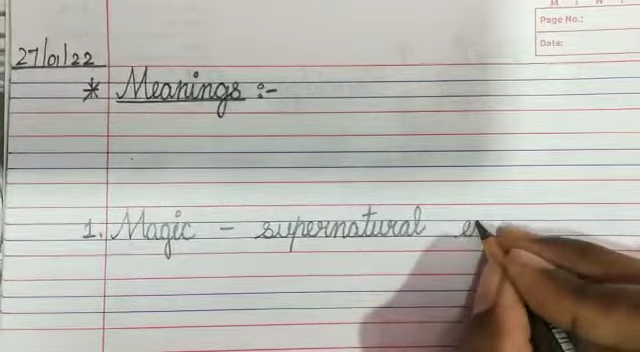 M T W T
Page No.:
Date:
27/01/22
* Meanings :-
1. Magic - supernatural